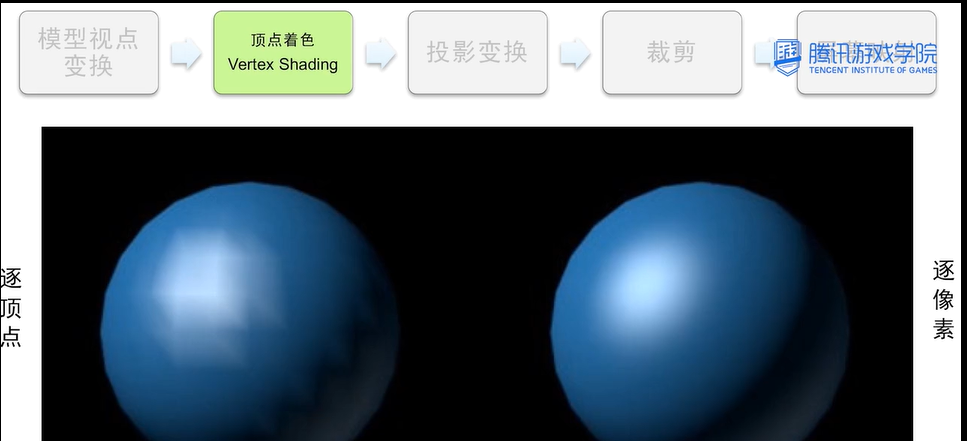 模型视点
变换
顶点着色
Vertex Shading
投影变换
裁剪
腾讯游戏学院
TENCENT INSTITUTE OF GAMES
逐
顶
点
逐
像
素